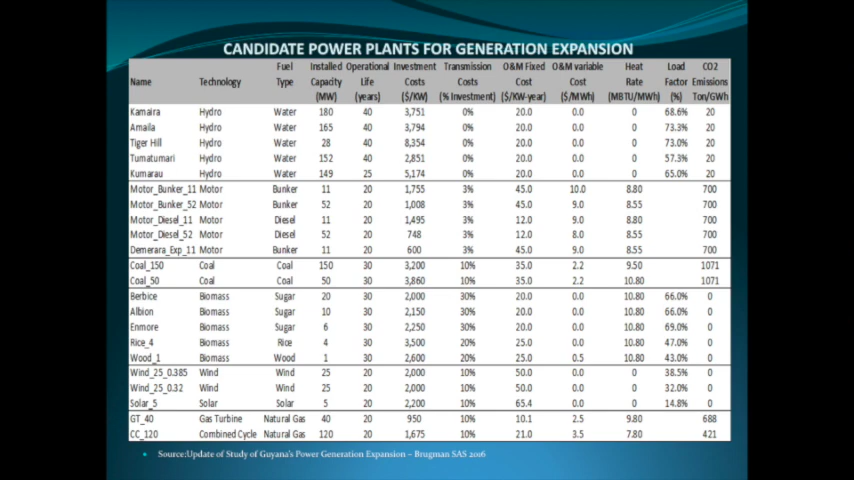 CANDIDATE POWER PLANTS FOR GENERATION EXPANSION
Fuel Installed Operational Investment Transmission O&M Fixed O&M variable Heat Load CO2
Name Technology Type Capacity Life Costs Costs Cost Cost Rate Factor Emissions
(MW) (years) ($/KW) (% Investment) ($/KW-year) ($/MWh) (MBTU/MWh) (%) Ton/GWh
Kamaira Hydro Water 180 40 3,751 0% 20.0 0.0 0 68.6% 20
Amaila Hydro Water 165 40 3,794 0% 20.0 0.0 0 73.3% 20
Tiger Hill Hydro Water 28 40 8,354 0% 20.0 0.0 0 73.0% 20
Tumatumari Hydro Water 152 40 2,851 0% 20.0 0.0 0 57.3% 20
Kumarau Hydro Water 149 25 5,174 0% 20.0 0.0 0 65.0% 20
Motor_Bunker_11 Motor Bunker 11 20 1,755 3% 45.0 10.0 8.80 700
Motor_Bunker_52 Motor Bunker 52 20 1,008 3% 45.0 9.0 8.55 700
Motor_Diesel_11 Motor Diesel 11 20 1,495 3% 12.0 9.0 8.80 700
Motor_Diesel_52 Motor Diesel 52 20 748 3% 12.0 8.0 8.55 700
Demerara_Exp_11 Motor Bunker 11 20 600 3% 45.0 9.0 8.55 700
Coal_150 Coal Coal 150 30 3,200 10% 35.0 2.2 9.50 1071
Coal_50 Coal Coal 50 30 3,860 10% 35.0 2.2 10.80 1071
Berbice Biomass Sugar 20 30 2,000 30% 20.0 0.0 10.80 66.0% 0
Albion Biomass Sugar 10 30 2,150 30% 20.0 0.0 10.80 66.0% 0
Enmore Biomass Sugar 6 30 2,250 30% 20.0 0.0 10.80 69.0% 0
Rice_4 Biomass Rice 4 30 3,500 20% 25.0 0.0 10.80 47.0% 0
Wood_1 Biomass Wood 1 30 2,600 20% 25.0 0.5 10.80 43.0% 0
Wind_25_0.385 Wind Wind 25 20 2,000 10% 50.0 0.0 0 38.5% 0
Wind_25_0.32 Wind Wind 25 20 2,000 10% 50.0 0.0 0 32.0% 0
Solar_5 Solar Solar 5 20 2,200 10% 65.4 0.0 0 14.8% 0
GT_40 Gas Turbine Natural Gas 40 20 950 10% 10.1 2.5 9.80 688
CC_120 Combined Cycle Natural Gas 120 20 1,675 10% 21.0 3.5 7.80 421
• Source:Update of Study of Guyana's Power Generation Expansion – Brugman SAS 2016